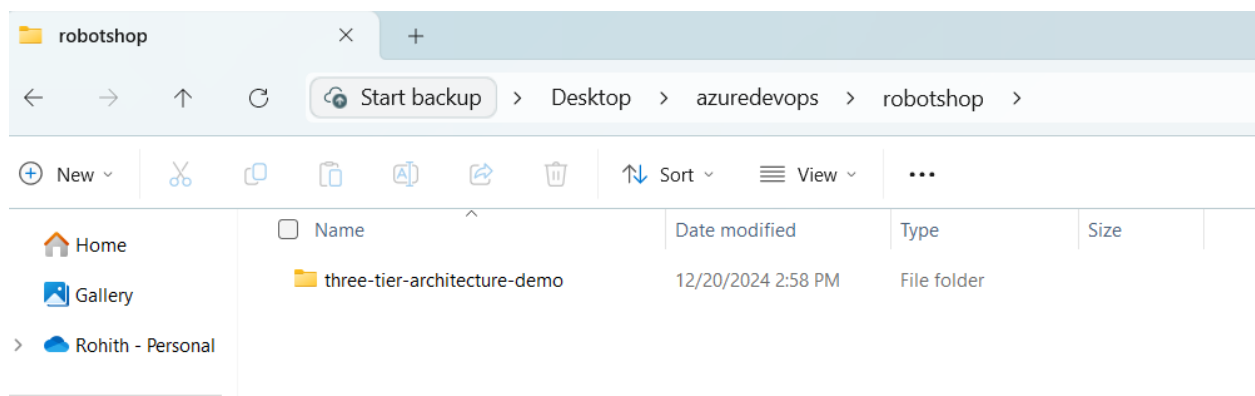 robotshop
Start backup > Desktop > azuredevops > robotshop >
New Sort View
Name Date modified Type Size
Home
three-tier-architecture-demo 12/20/2024 2:58 PM File folder
Gallery
Rohith - Personal